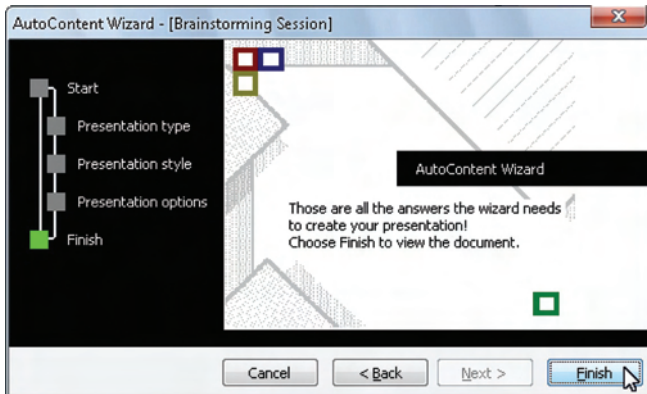 AutoContent Wizard - [Brainstorming Session]
Start
Presentation type
Presentation style
Presentation options
Finish
AutoContent Wizard
Those are all the answers the wizard needs
to create your presentation!
Choose Finish to view the document.
Cancel
< Back
Next >
Finish